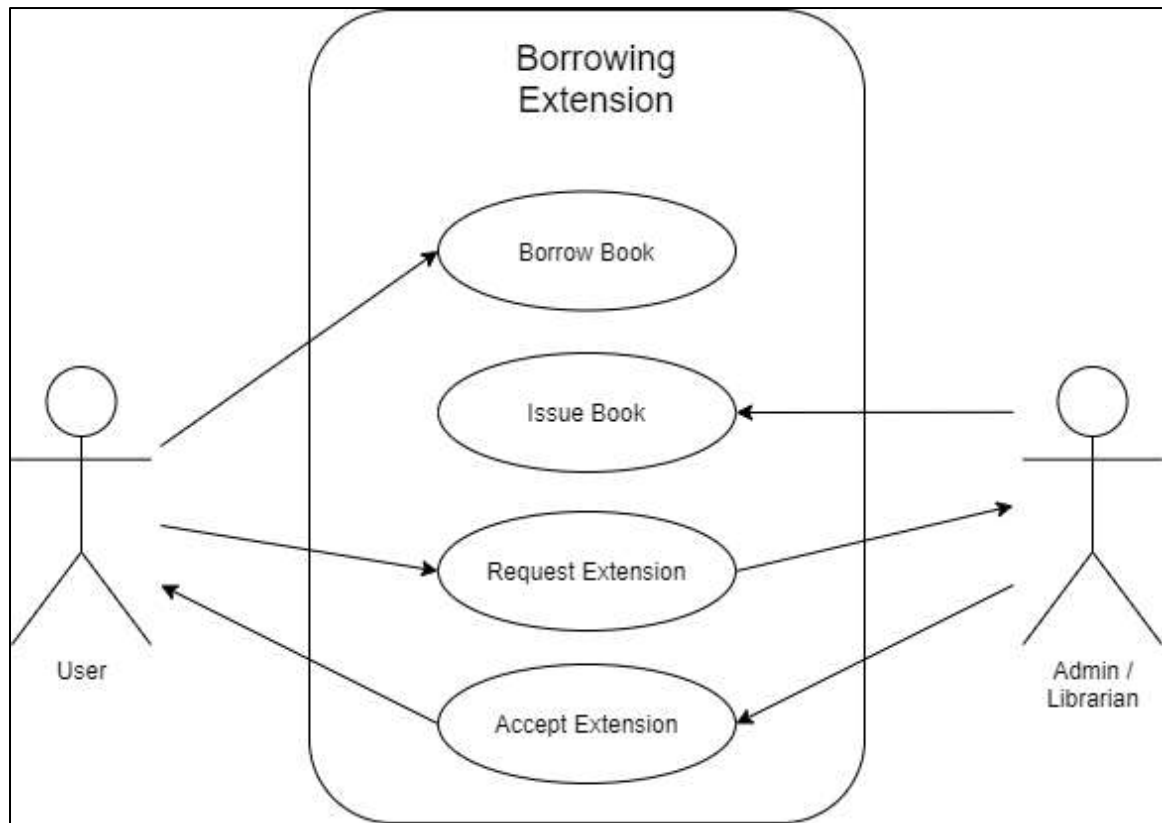 Borrowing
Extension
Borrow Book
Issue Book
Request Extension
Accept Extension
User
Admin /
Librarian